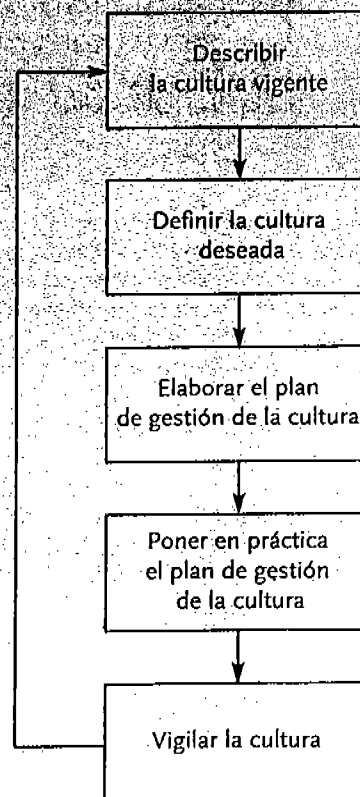 Describir
la cultura vigente
Definir la cultura
deseada
Elaborar el plan
de gestión de la cultura
Poner en práctica
el plan de gestión
de la cultura
Vigilar la cultura